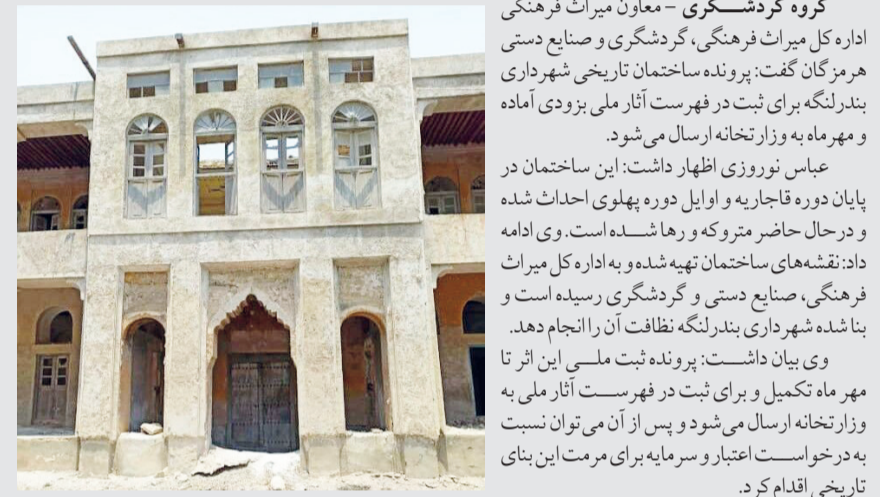 گروه گردشگری - معاون میراث فرهنگی
اداره کل میراث فرهنگی، گردشگری و صنایع دستی
هرمزگان گفت: پرونده ساختمان تاریخی شهرداری
بندرلنگه برای ثبت در فهرست آثار ملی بزودی آماده
و مهرماه به وزارتخانه ارسال می‌شود.
عباس نوروزی اظهار داشت: این ساختمان در
پایان دوره قاجاریه و اوایل دوره پهلوی احداث شده
و درحال حاضر متروکه و رها شده است. وی ادامه
داد: نقشه‌های ساختمان تهیه شده و به اداره کل میراث
فرهنگی، صنایع دستی و گردشگری رسیده است و
بنا شده شهرداری بندرلنگه نظافت آن را انجام دهد.
وی بیان داشت: پرونده ثبت ملی این اثر تا
مهر ماه تکمیل و برای ثبت در فهرست آثار ملی به
وزارتخانه ارسال می‌شود و پس از آن می‌توان نسبت
به درخواست اعتبار و سرمایه برای مرمت این بنای
تاریخی اقدام کرد.